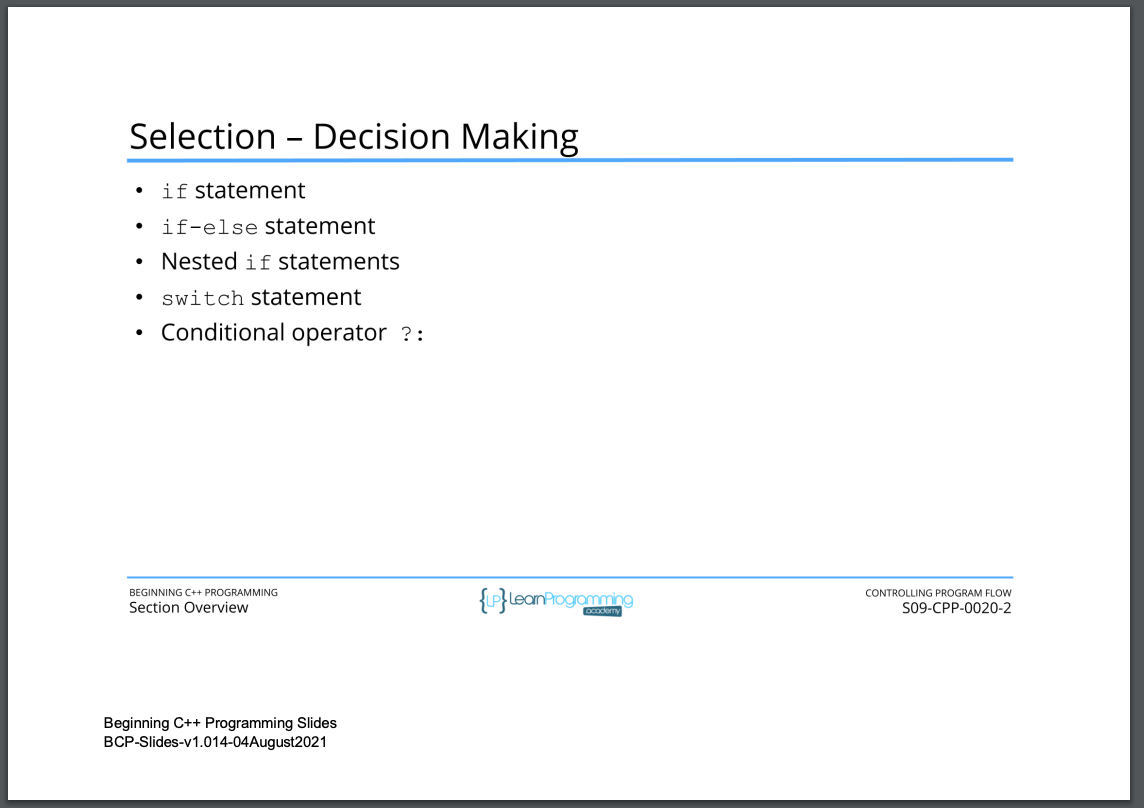 Selection – Decision Making
• if statement
• if-else statement
• Nested if statements
• switch statement
• Conditional operator ?:
BEGINNING C++ PROGRAMMING
Section Overview
{LP} LearnProgramming
academy
CONTROLLING PROGRAM FLOW
S09-CPP-0020-2
Beginning C++ Programming Slides
BCP-Slides-v1.014-04August2021